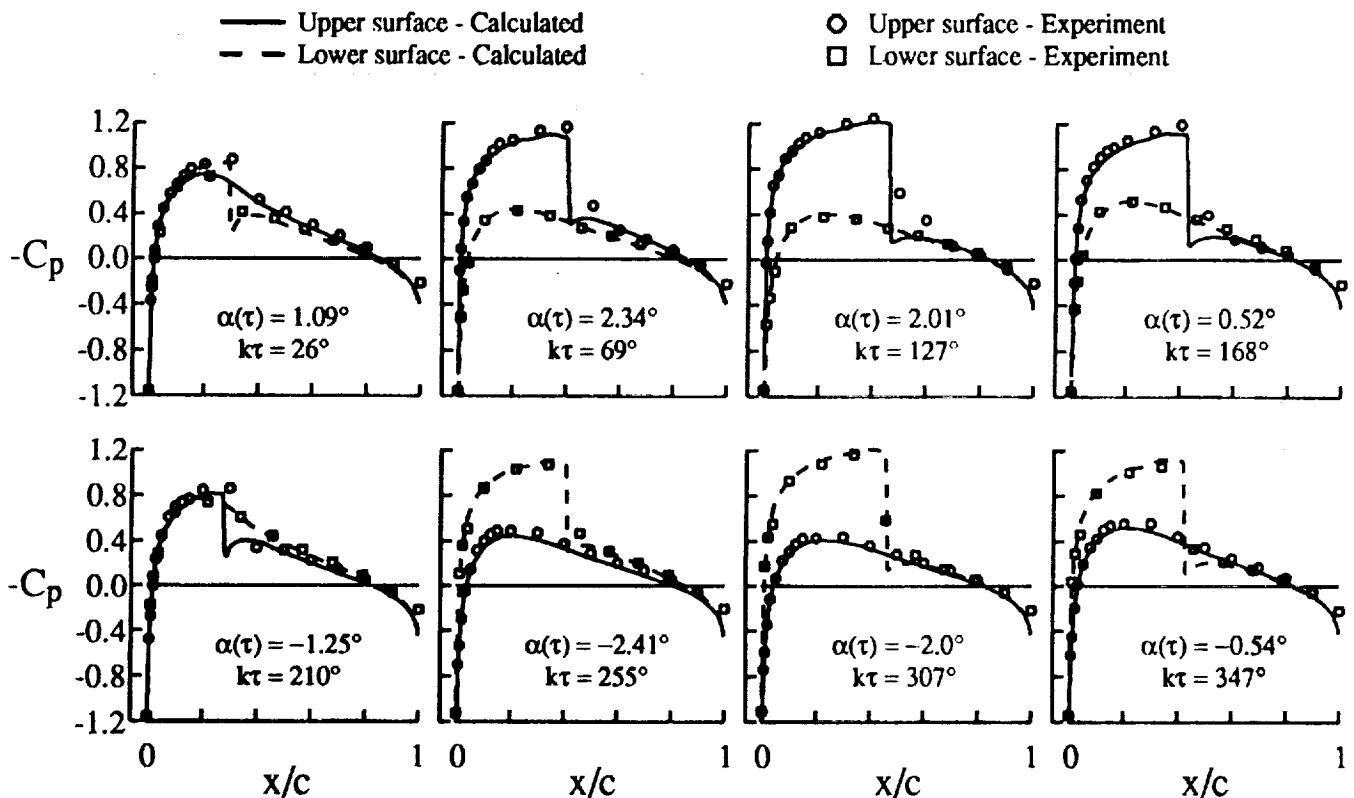 Upper surface - Calculated
Lower surface - Calculated
Upper surface - Experiment
Lower surface - Experiment
1.2
0.8
0.4
-Cp
0.0
-0.4
-0.8
-1.2
α(τ) = 1.09°
kτ = 26°
α(τ) = 2.34°
kτ = 69°
α(τ) = 2.01°
kτ = 127°
α(τ) = 0.52°
kτ = 168°
1.2
0.8
0.4
-Cp
0.0
-0.4
-0.8
-1.2
α(τ) = −1.25°
kτ = 210°
α(τ) = −2.41°
kτ = 255°
α(τ) = −2.0°
kτ = 307°
α(τ) = −0.54°
kτ = 347°
0 1 0 1 0 1 0 1
x/c x/c x/c x/c